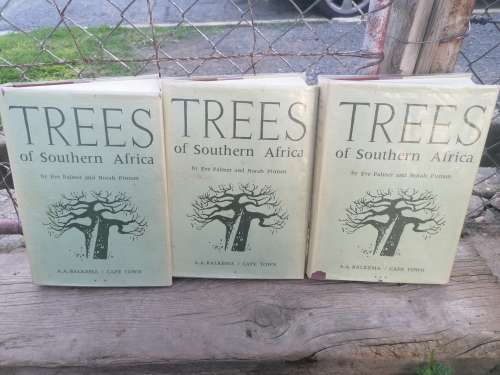 TREES
of Southern Africa
by Eve Palmer and Norah Pitman
A.A.BALKEMA / CAPE TOWN
*
TREES
of Southern Africa
by Eve Palmer and Norah Pitman
A.A.BALKEMA / CAPE TOWN
* *
TREES
of Southern Africa
by Eve Palmer and Norah Pitman
A.A.BALKEMA / CAPE TOWN
* * *